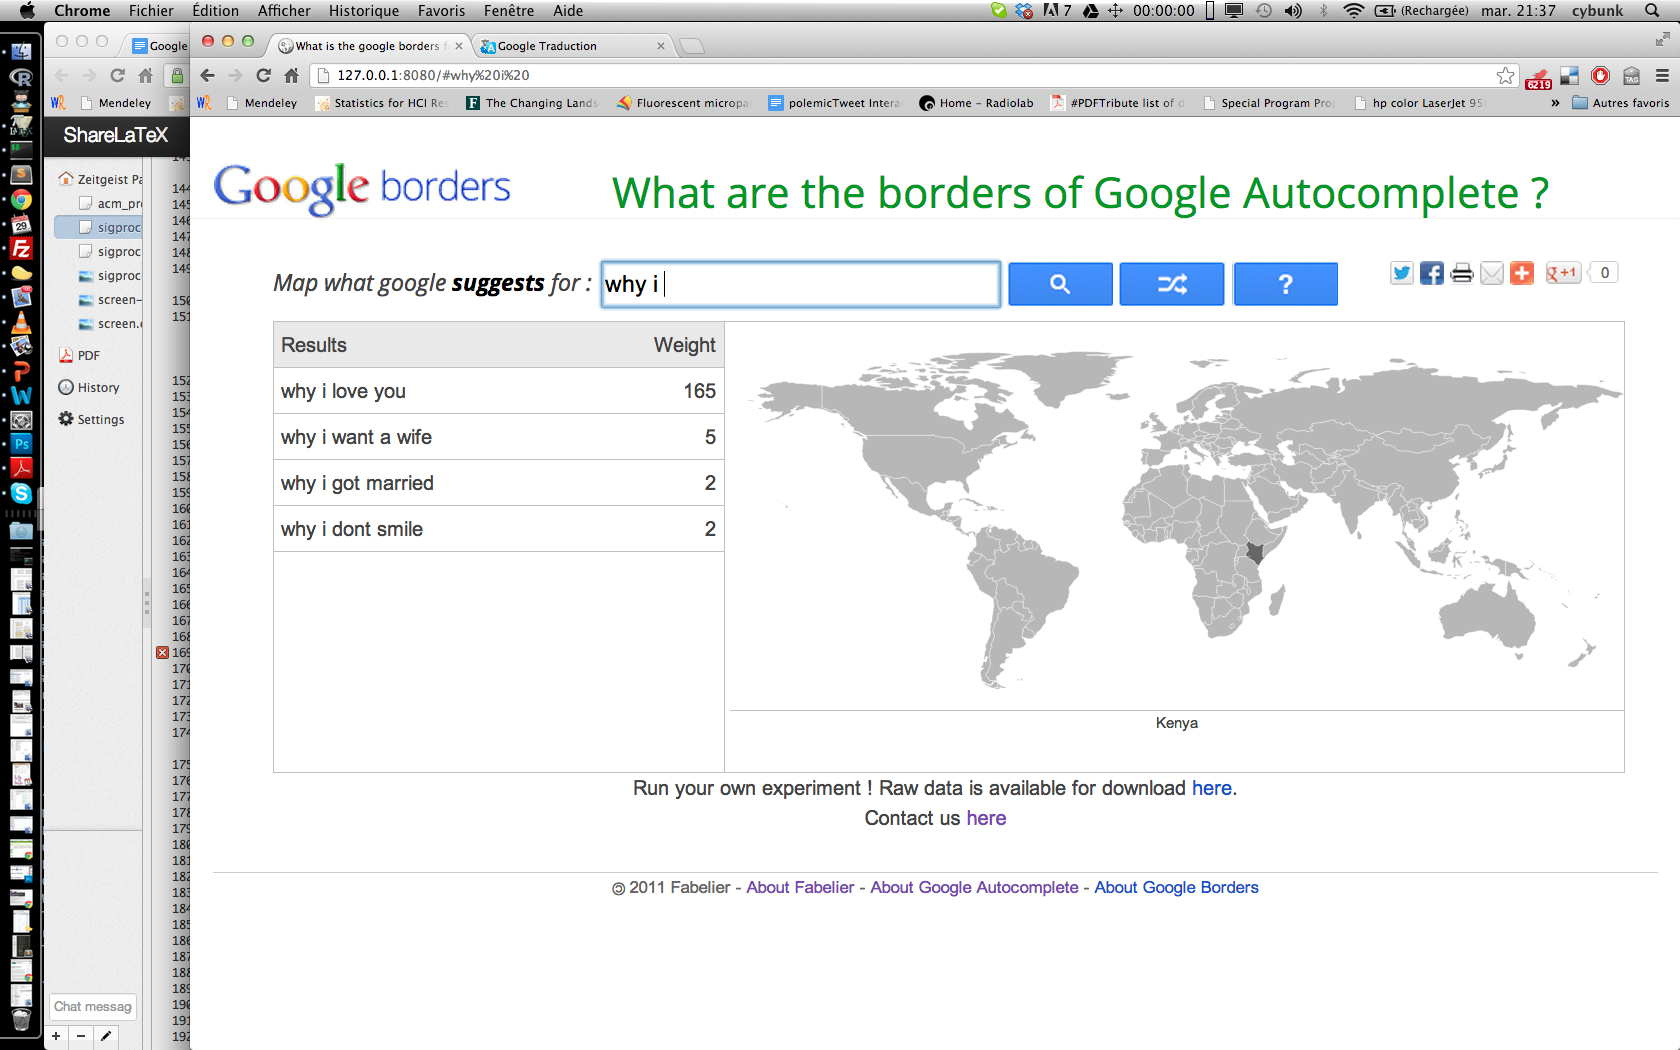 Chrome Fichier Édition Afficher Historique Favoris Fenêtre Aide 7 00:00:00 (Rechargée) mar. 21:37 cybunk
Google
What is the google borders
Google Traduction
127.0.0.1:8080/#why%20i%20
6219
TAG
Mendeley
Mendeley
Statistics for HCI Res
The Changing Lands
Fluorescent micropa
polemicTweet Intera
Home – Radiolab
#PDFTribute list of d
Special Program Pro
hp color LaserJet 95
»
Autres favoris
ShareLaTeX
Zeitgeist Pa
acm_pr
sigproc
sigproc
sigproc
screen-
screen.
PDF
History
Settings
Chat messag
144
145
146
147
148
149
150
151
152
153
154
155
156
157
158
159
160
161
162
163
164
165
166
167
168
169
170
171
172
173
174
175
176
177
178
179
180
181
182
183
184
185
186
187
188
189
190
191
192
Google borders
What are the borders of Google Autocomplete ?
Map what google suggests for : why i
?
g +1 0
Results Weight
why i love you 165
why i want a wife 5
why i got married 2
why i dont smile 2
Kenya
Run your own experiment ! Raw data is available for download here.
Contact us here
@ 2011 Fabelier - About Fabelier - About Google Autocomplete - About Google Borders